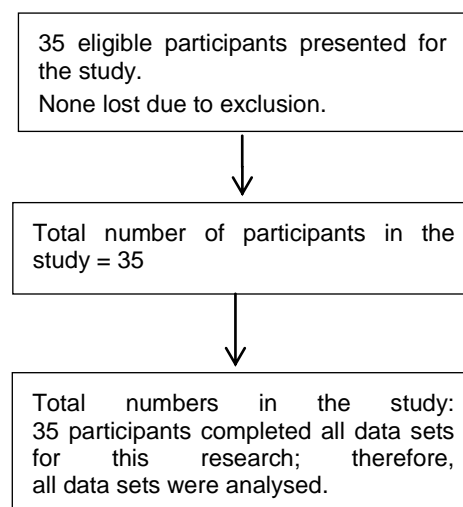 35 eligible participants presented for
the study.
None lost due to exclusion.
Total number of participants in the
study = 35
Total numbers in the study:
35 participants completed all data sets
for this research; therefore,
all data sets were analysed.